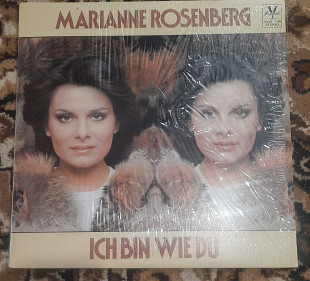 MARIANNE ROSENBERG
ICH BIN WIE DU